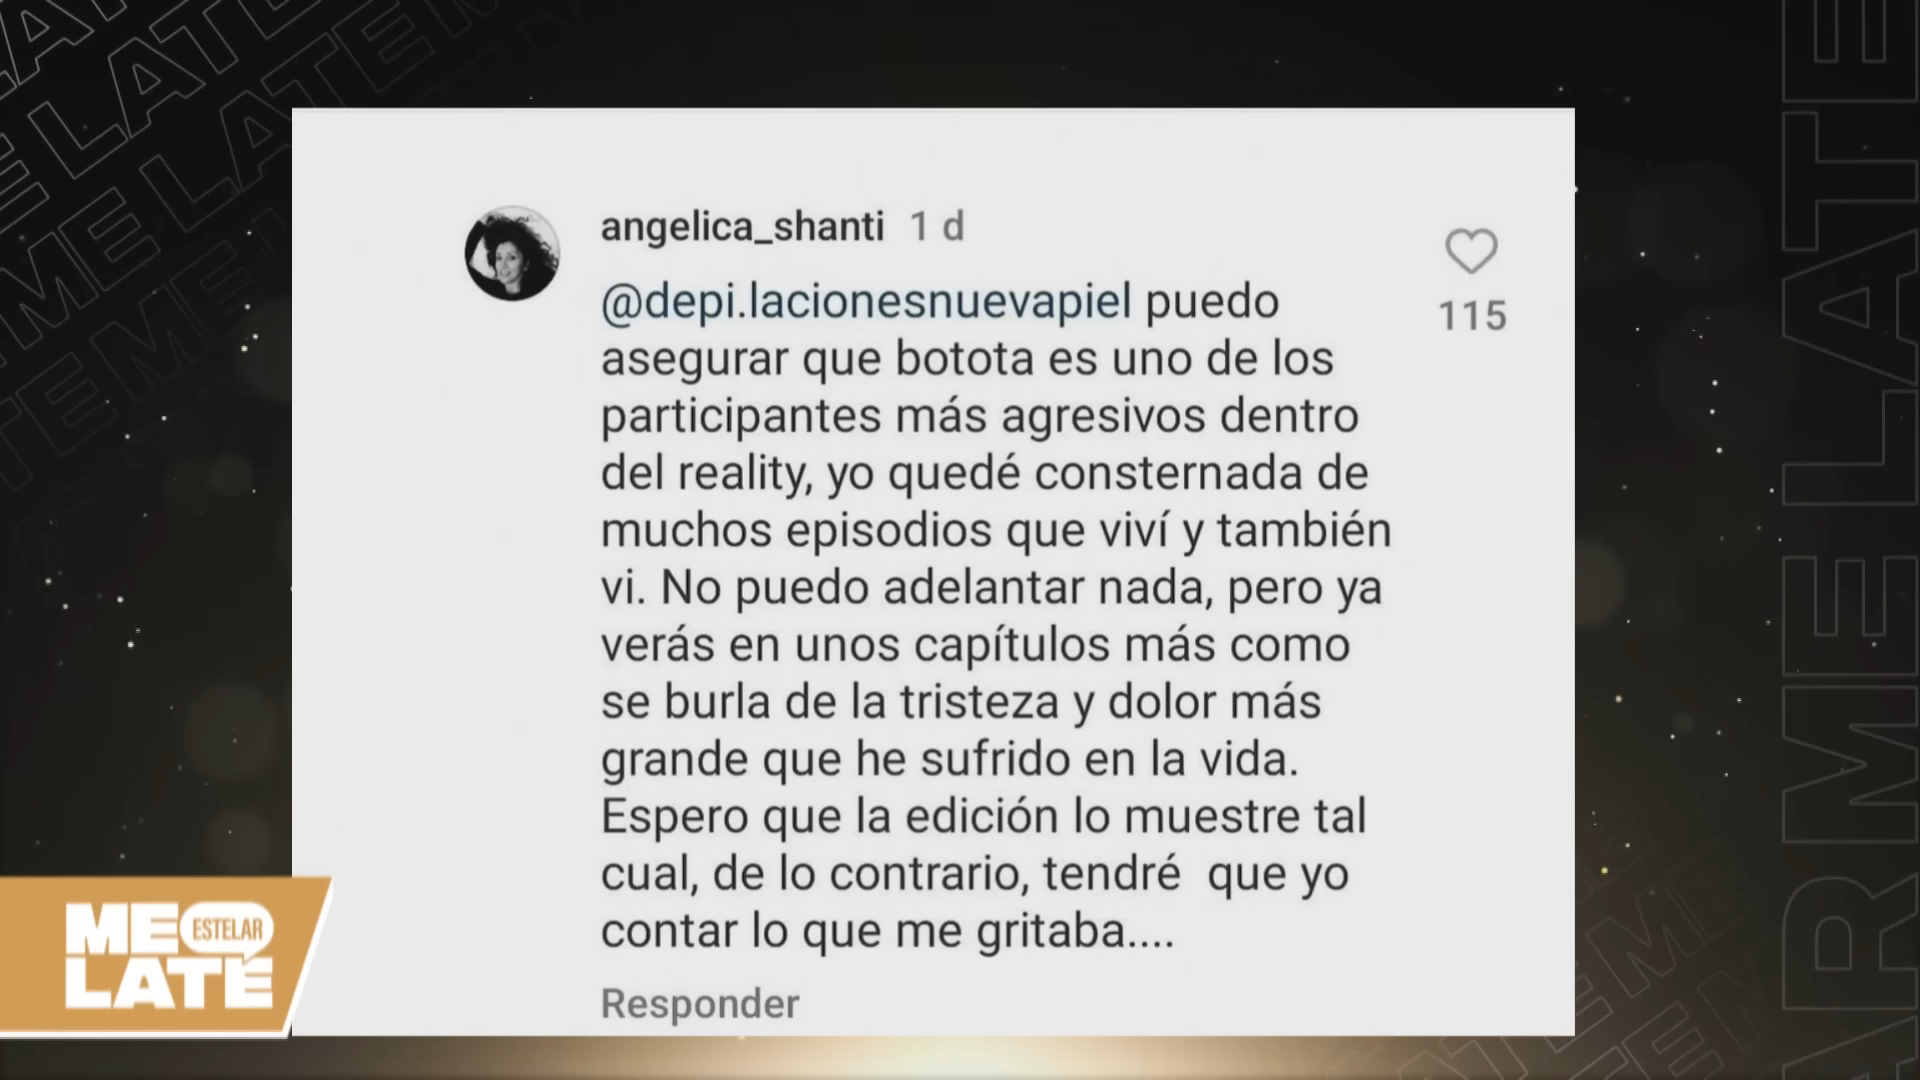 angelica_shanti 1 d
@depi.lacionesnuevapiel puedo
asegurar que botota es uno de los
participantes más agresivos dentro
del reality, yo quedé consternada de
muchos episodios que viví y también
vi. No puedo adelantar nada, pero ya
verás en unos capítulos más como
se burla de la tristeza y dolor más
grande que he sufrido en la vida.
Espero que la edición lo muestre tal
cual, de lo contrario, tendré  que yo
contar lo que me gritaba....
Responder
115
ME ESTELAR
LATE